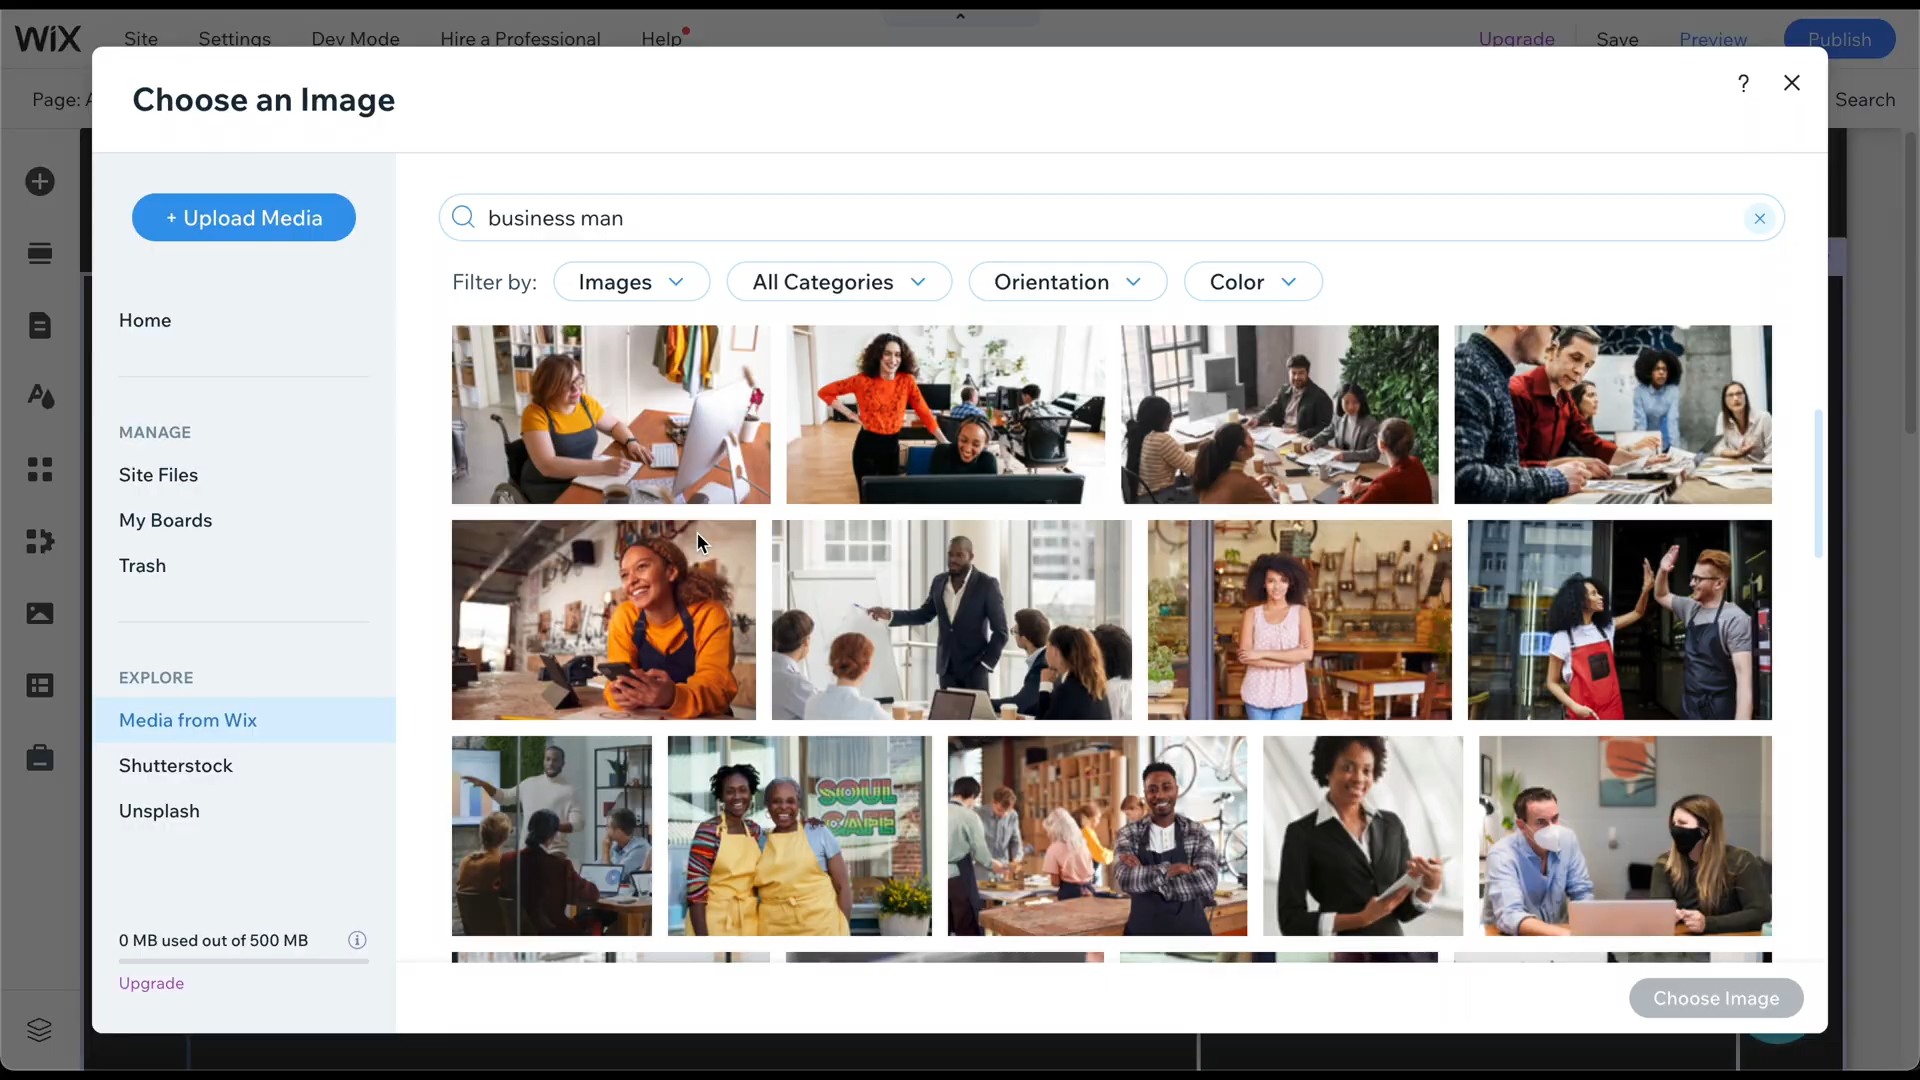 WiX
Site
Settings
Dev Mode
Hire a Professional
Help
Upgrade
Save
Preview
Publish
Page: A
Search
Choose an Image
?
+ Upload Media
business man
Filter by:
Images
All Categories
Orientation
Color
Home
MANAGE
Site Files
My Boards
Trash
EXPLORE
Media from Wix
Shutterstock
Unsplash
SOUL
CAFE
0 MB used out of 500 MB
Upgrade
Choose Image